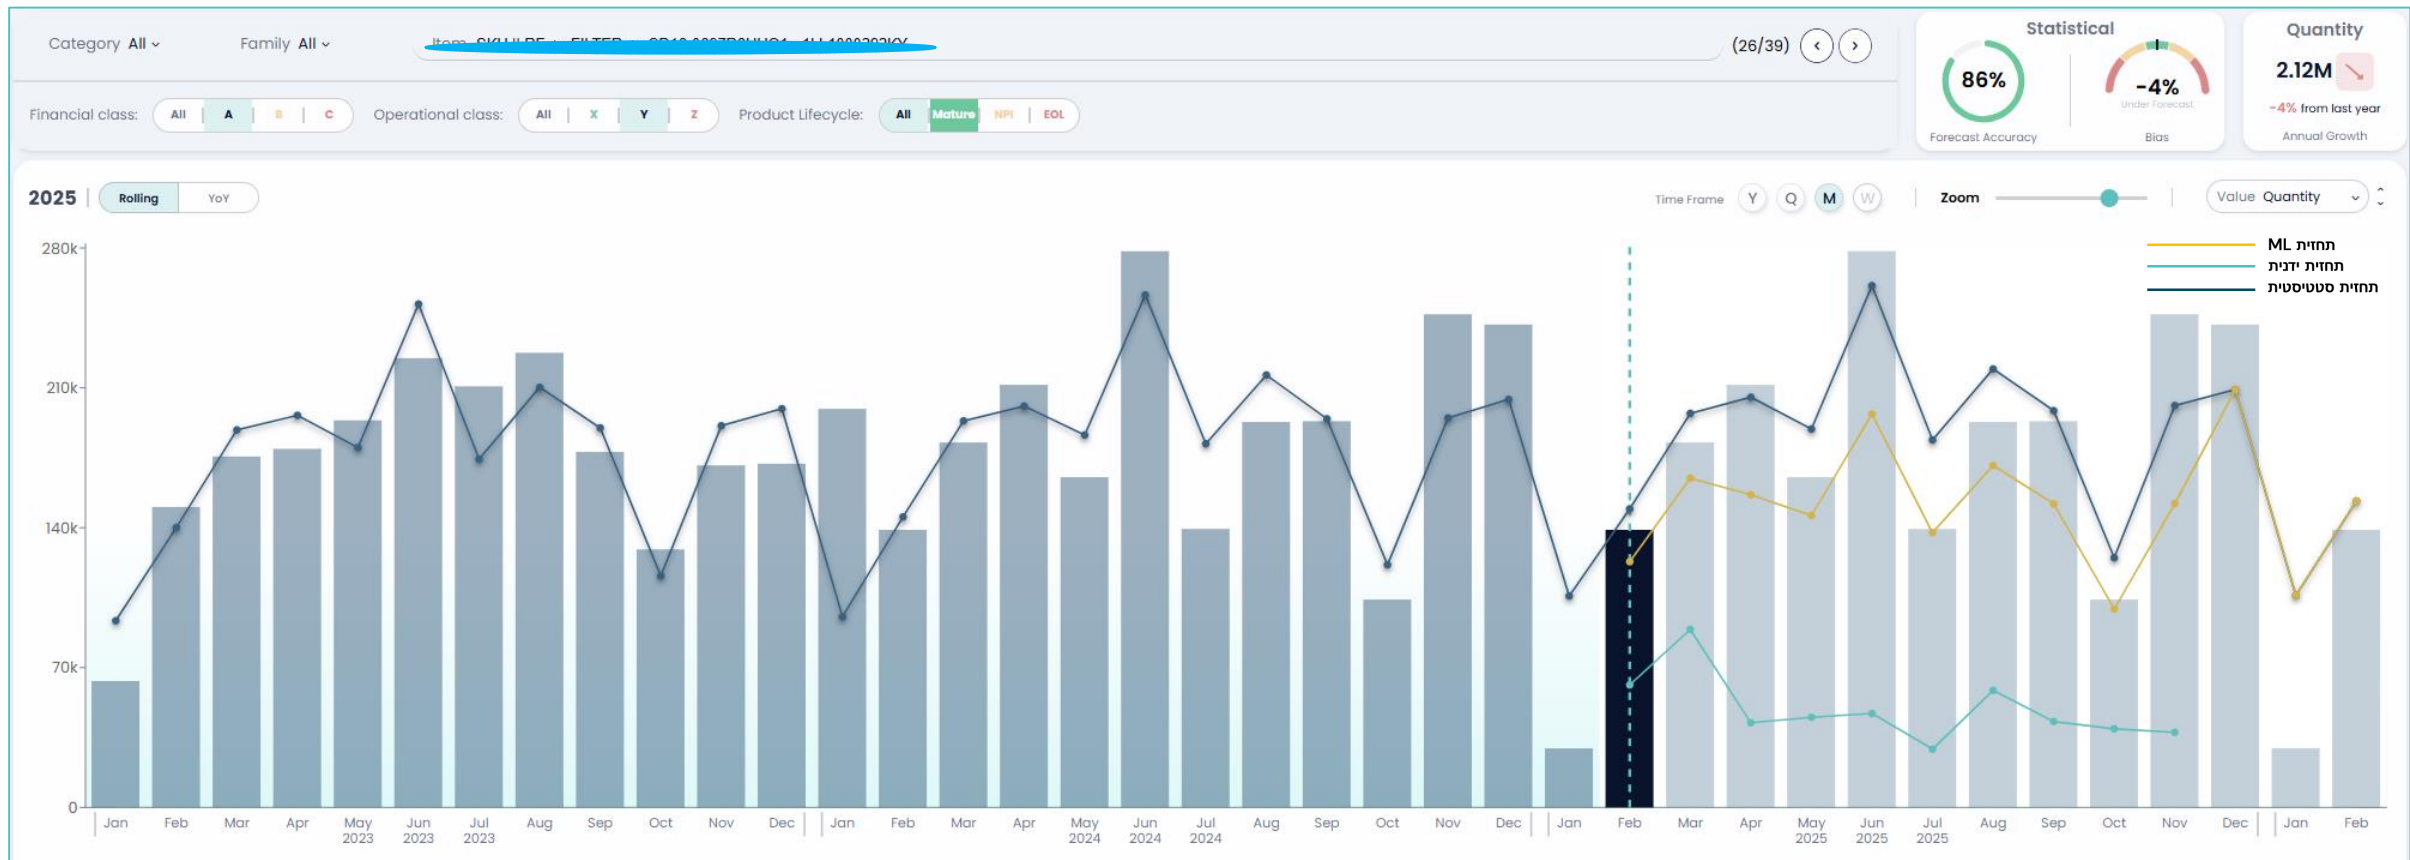 Category All
Family All
Item
(26/39)
Statistical
86%
Forecast Accuracy
-4%
Under Forecast
Bias
Quantity
2.12M
-4% from last year
Annual Growth
Financial class: All A B C
Operational class: All X Y Z
Product Lifecycle: All Mature NPI EOL
2025 Rolling YoY
Time Frame Y Q M W
Zoom
Value Quantity
תחזית ML
תחזית ידנית
תחזית סטטיסטית
280k
210k
140k
70k
0
Jan Feb Mar Apr May Jun Jul Aug Sep Oct Nov Dec Jan Feb Mar Apr May Jun Jul Aug Sep Oct Nov Dec Jan Feb Mar Apr May Jun Jul Aug Sep Oct Nov Dec Jan Feb
2023 2023 2023 2024 2024 2024 2025 2025 2025